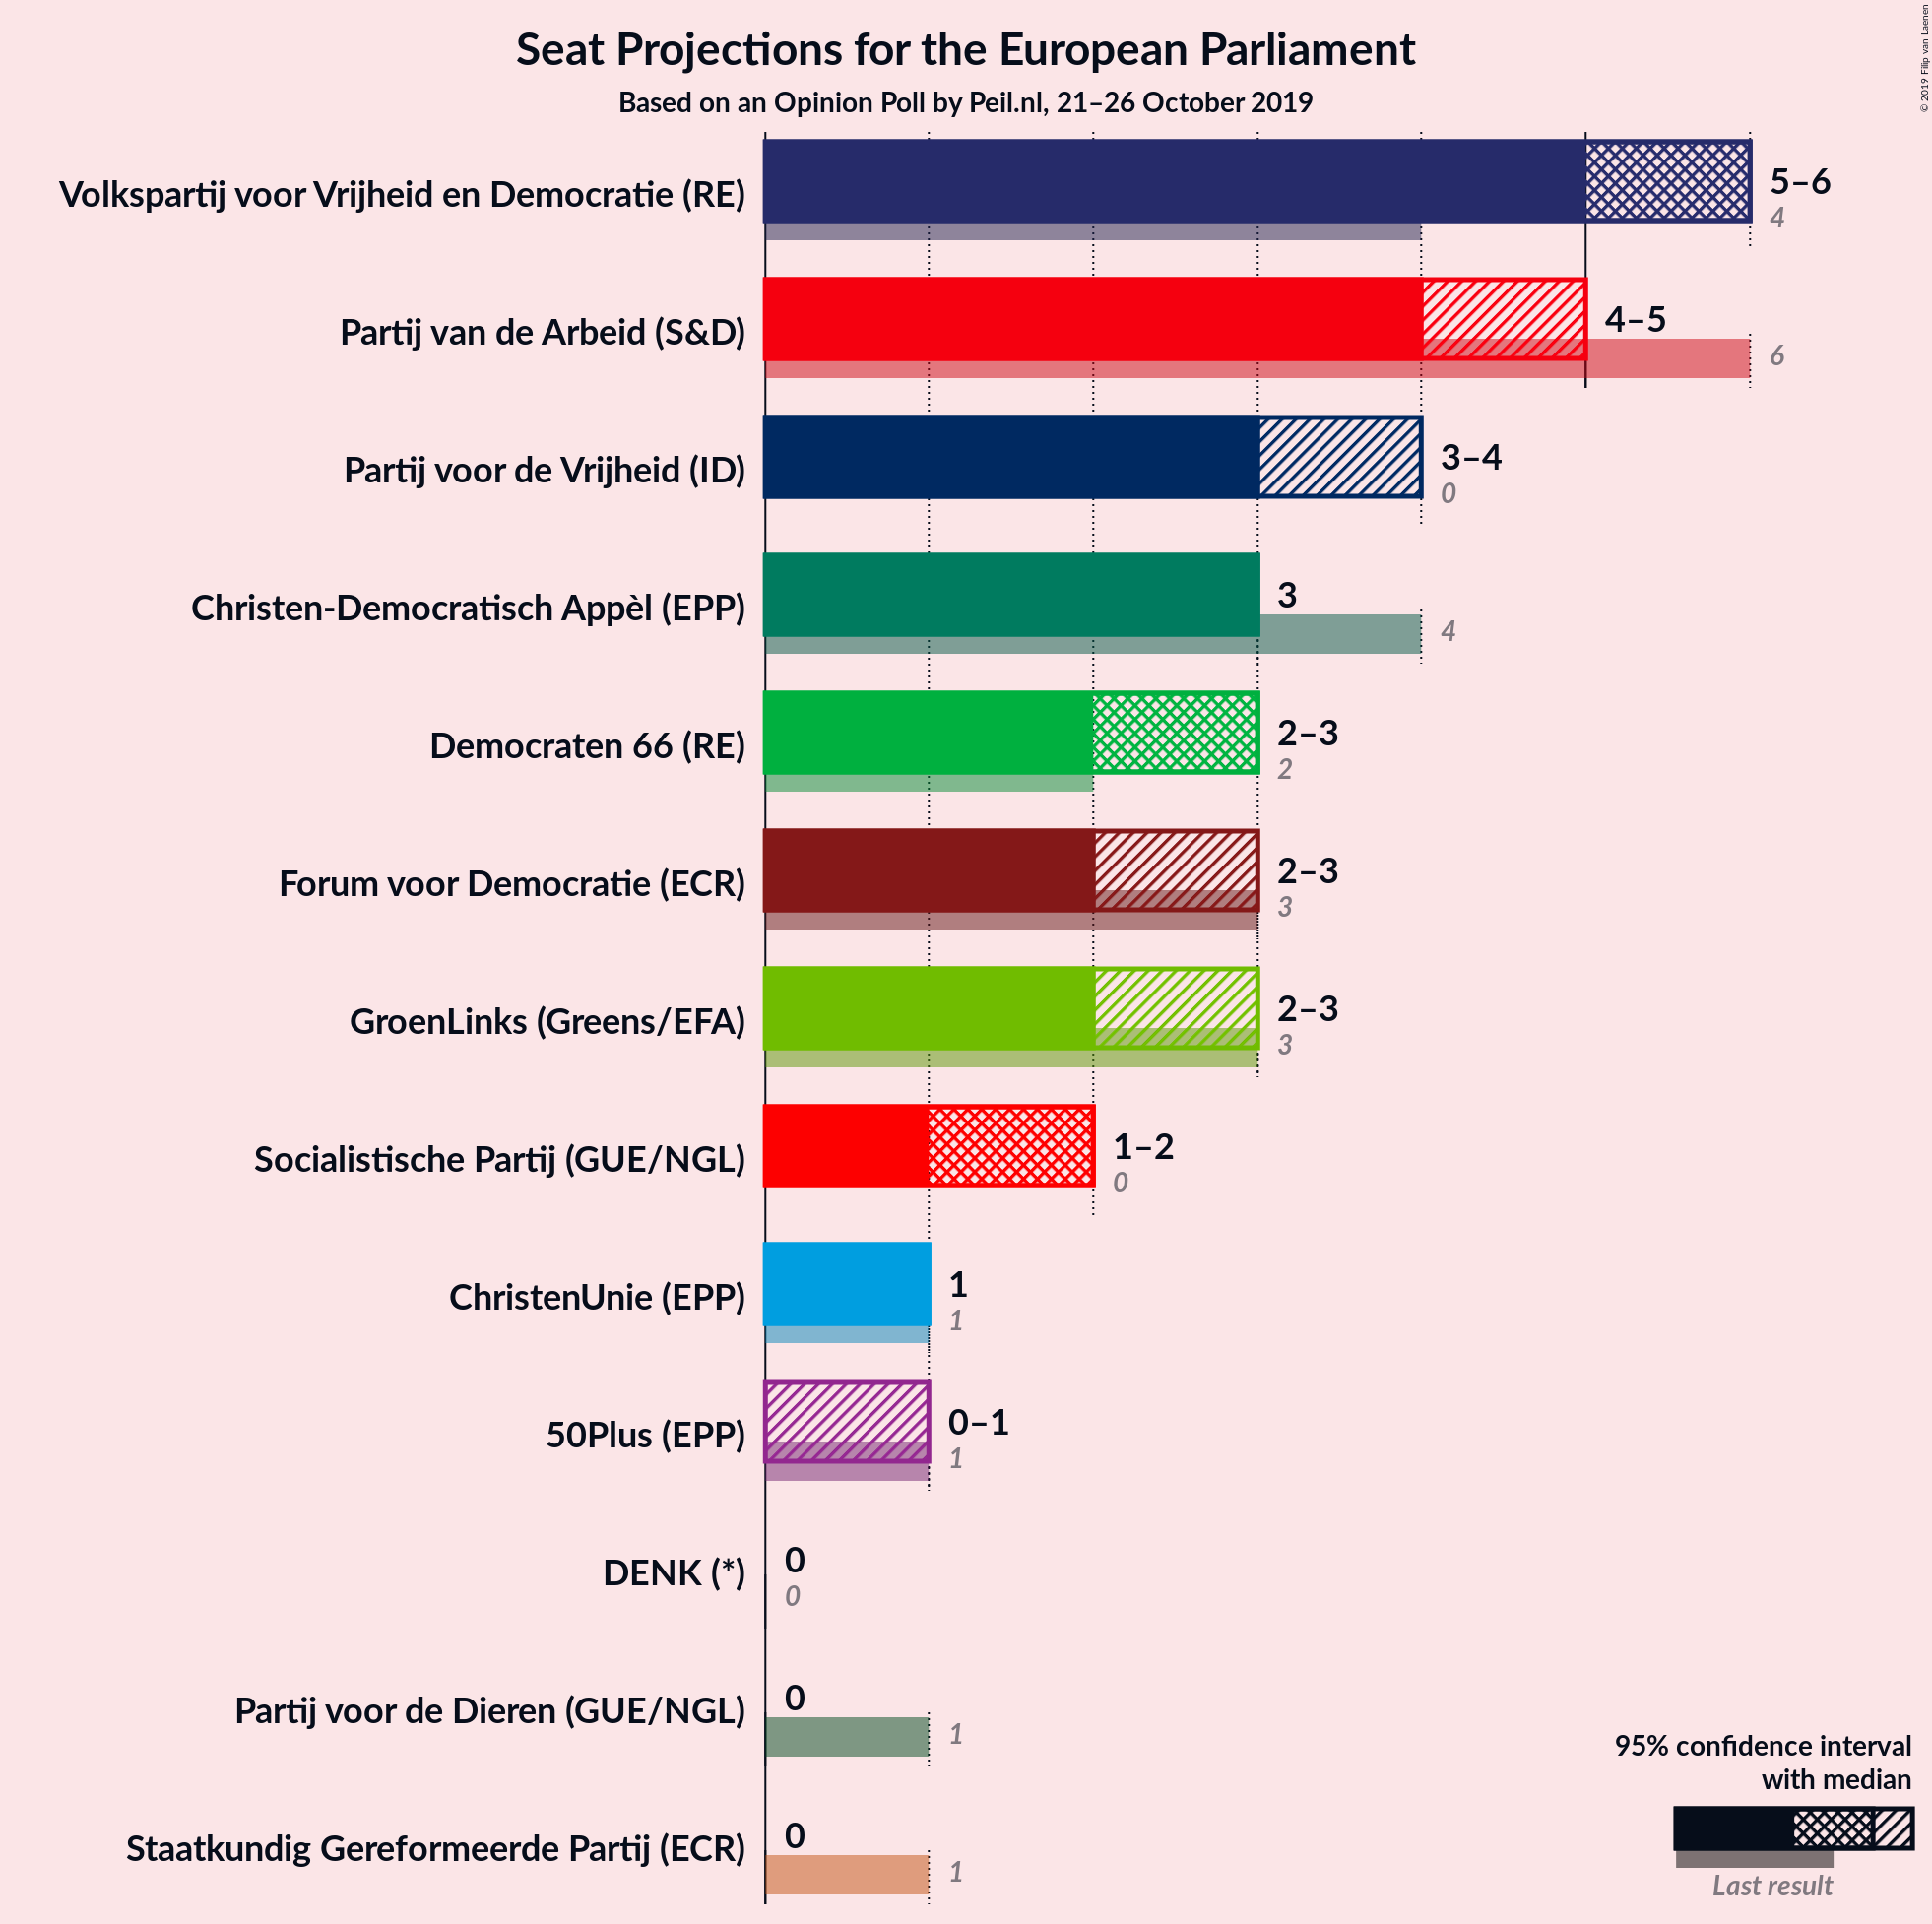 Seat Projections for the European Parliament
Based on an Opinion Poll by Peil.nl, 21–26 October 2019
© 2019 Filip van Laenen
Volkspartij voor Vrijheid en Democratie (RE)
5–6
4
Partij van de Arbeid (S&D)
4–5
6
Partij voor de Vrijheid (ID)
3–4
0
Christen-Democratisch Appèl (EPP)
3
4
Democraten 66 (RE)
2–3
2
Forum voor Democratie (ECR)
2–3
3
GroenLinks (Greens/EFA)
2–3
3
Socialistische Partij (GUE/NGL)
1–2
0
ChristenUnie (EPP)
1
1
50Plus (EPP)
0–1
1
DENK (*)
0
0
Partij voor de Dieren (GUE/NGL)
0
1
Staatkundig Gereformeerde Partij (ECR)
0
1
95% confidence interval
with median
Last result